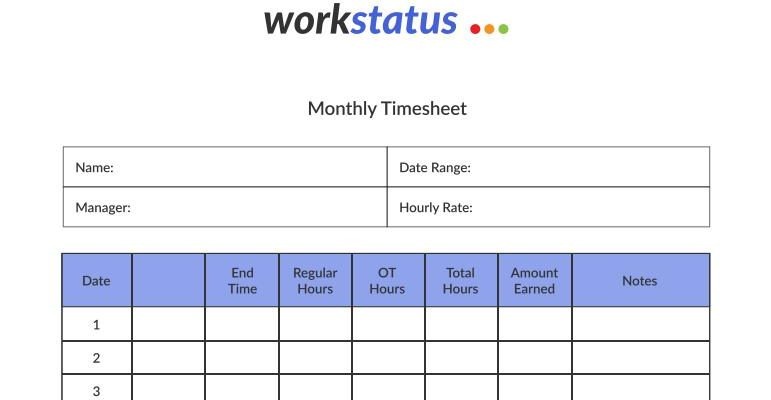 workstatus
Monthly Timesheet
Name:
Date Range:
Manager:
Hourly Rate:
Date
End
Time
Regular
Hours
OT
Hours
Total
Hours
Amount
Earned
Notes
1
2
3